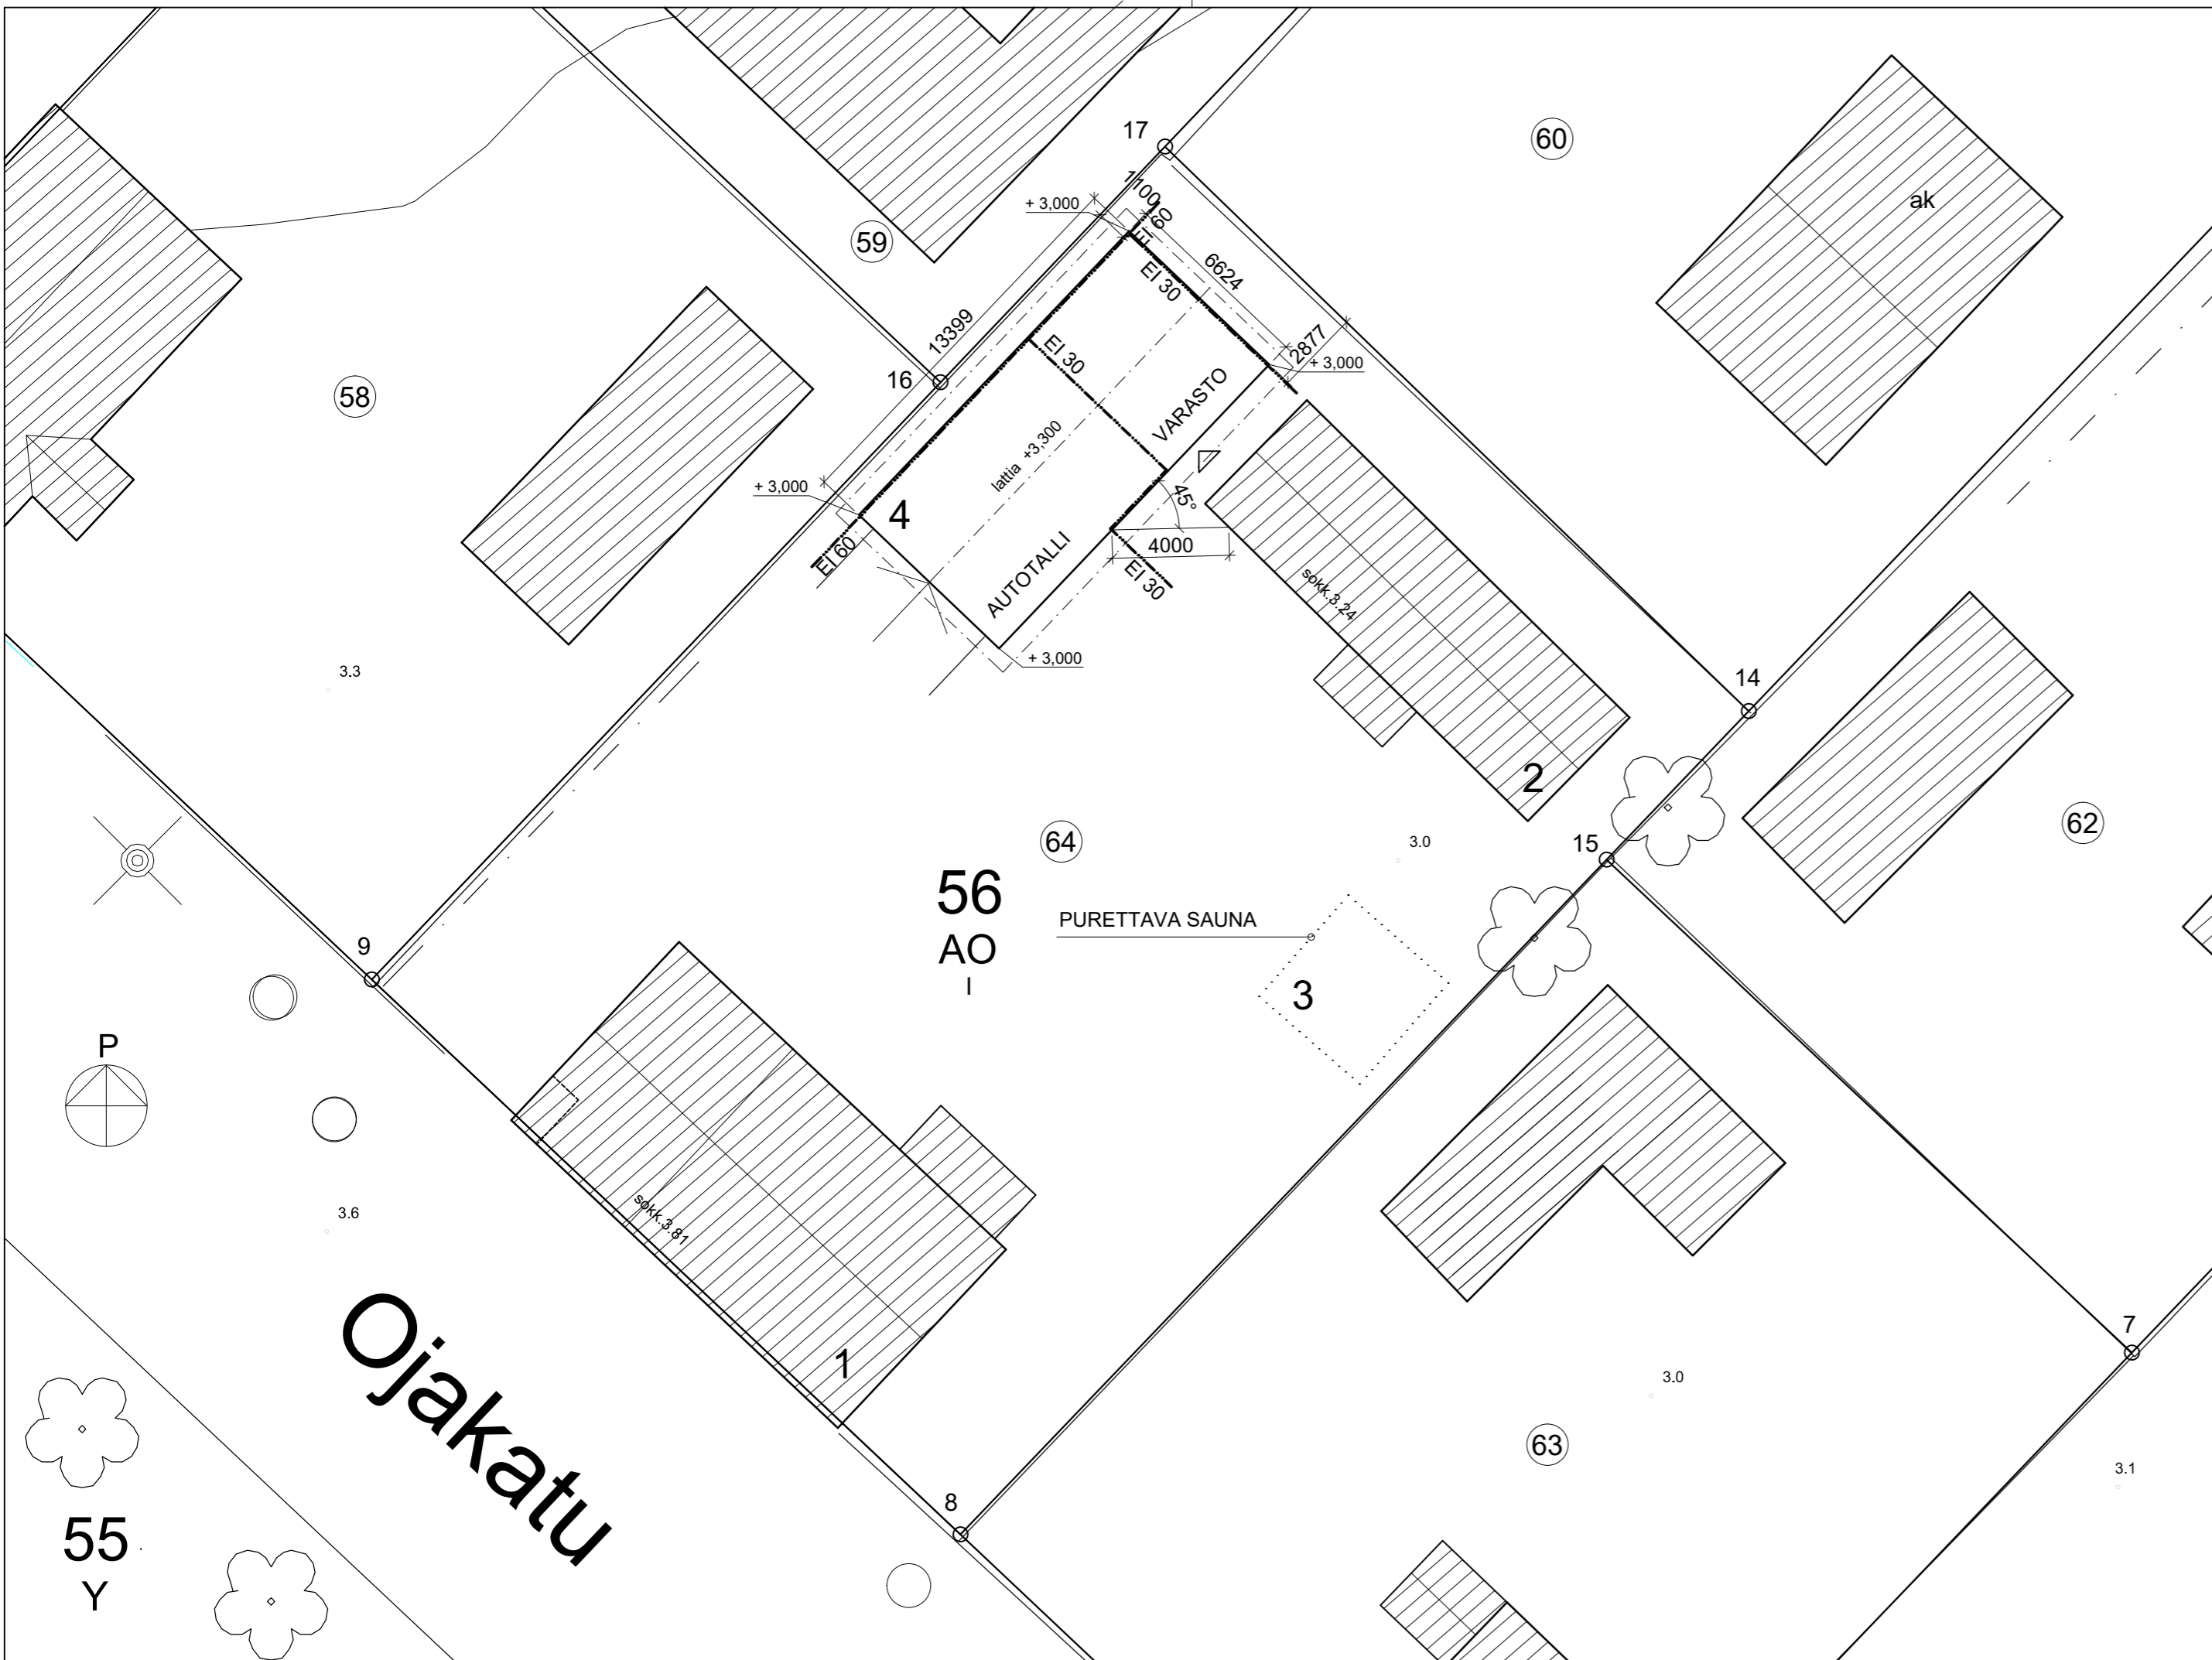 17
60
ak
1100
+ 3,000
EI 60
59
6624
EI 30
13399
2877
+ 3,000
EI 30
16
58
VARASTO
lattia +3,300
+ 3,000
4
45°
4000
EI 60
AUTOTALLI
EI 30
sokk.3.24
+ 3,000
3.3
14
2
62
64
3.0
15
56
AO
I
PURETTAVA SAUNA
9
3
P
3.6
sokk.3.81
Ojakatu
1
7
3.0
63
3.1
8
55
Y